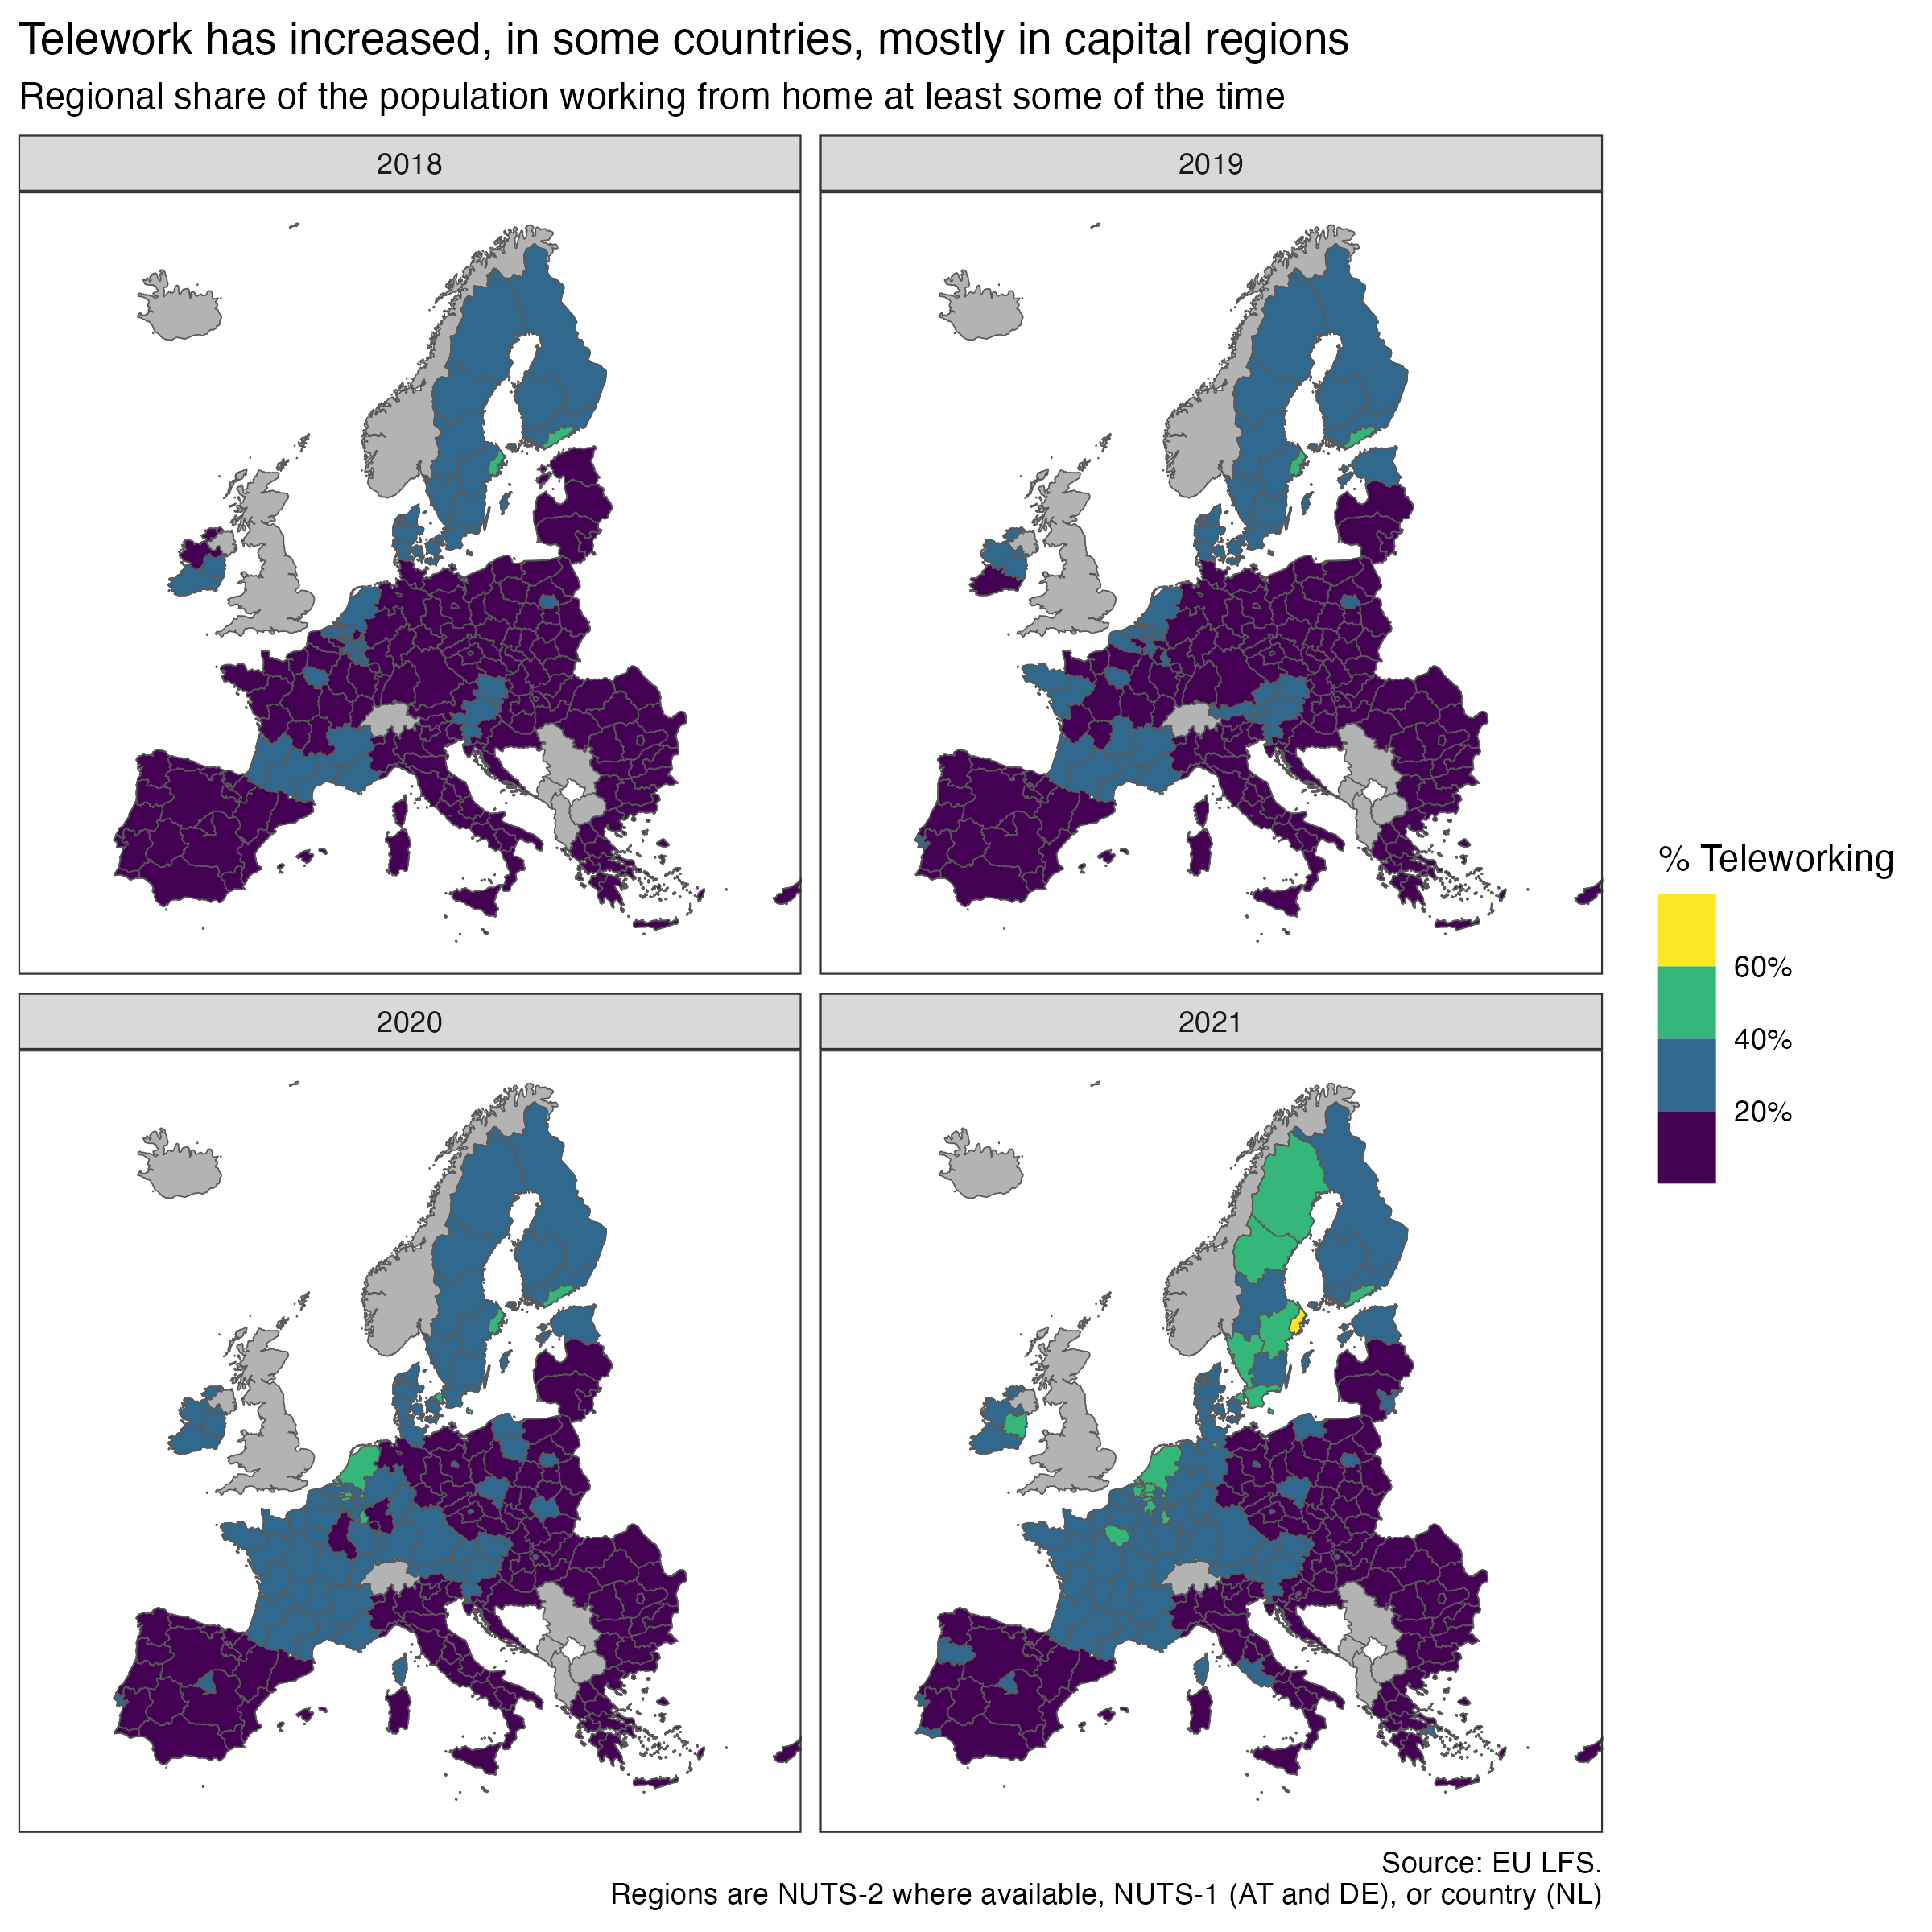 Telework has increased, in some countries, mostly in capital regions
Regional share of the population working from home at least some of the time
2018
2019
2020
2021
% Teleworking
60%
40%
20%
Source: EU LFS.
Regions are NUTS-2 where available, NUTS-1 (AT and DE), or country (NL)